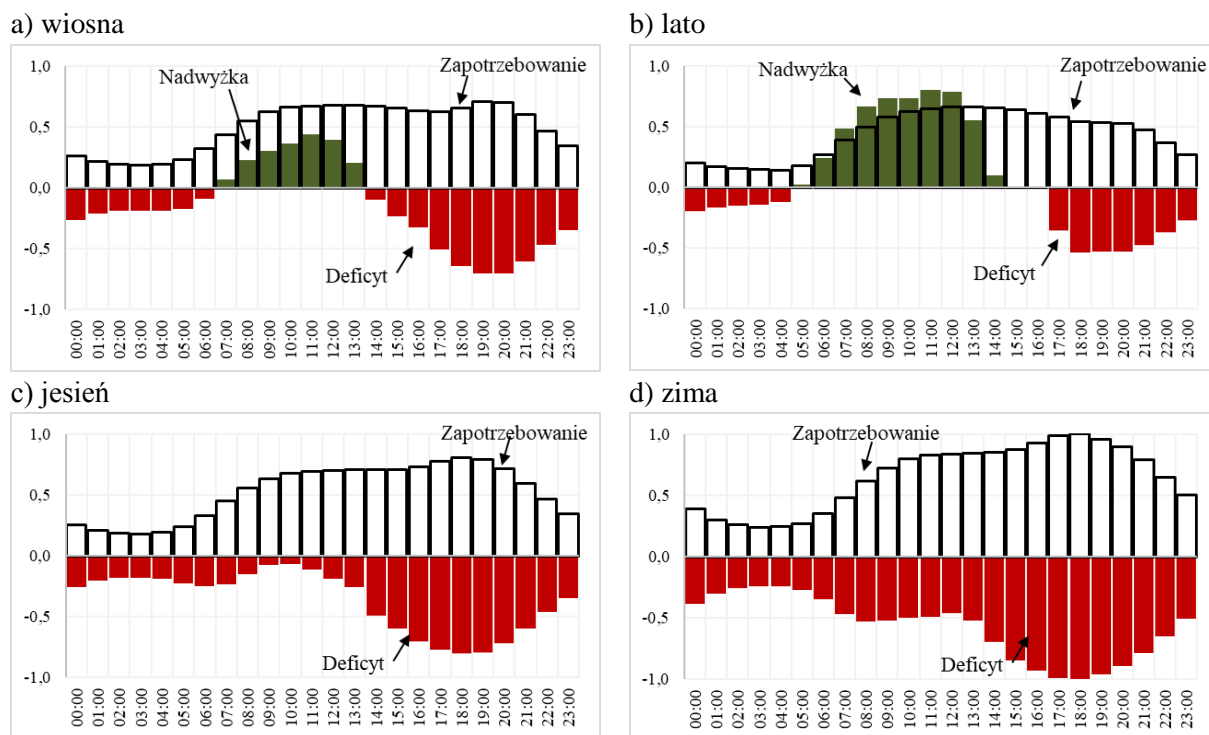 a) wiosna
1,0
0,5
0,0
-0,5
-1,0
Nadwyżka
Zapotrzebowanie
Deficyt
00:00 01:00 02:00 03:00 04:00 05:00 06:00 07:00 08:00 09:00 10:00 11:00 12:00 13:00 14:00 15:00 16:00 17:00 18:00 19:00 20:00 21:00 22:00 23:00
b) lato
1,0
0,5
0,0
-0,5
-1,0
Nadwyżka
Zapotrzebowanie
Deficyt
00:00 01:00 02:00 03:00 04:00 05:00 06:00 07:00 08:00 09:00 10:00 11:00 12:00 13:00 14:00 15:00 16:00 17:00 18:00 19:00 20:00 21:00 22:00 23:00
c) jesień
1,0
0,5
0,0
-0,5
-1,0
Zapotrzebowanie
Deficyt
00:00 01:00 02:00 03:00 04:00 05:00 06:00 07:00 08:00 09:00 10:00 11:00 12:00 13:00 14:00 15:00 16:00 17:00 18:00 19:00 20:00 21:00 22:00 23:00
d) zima
1,0
0,5
0,0
-0,5
-1,0
Zapotrzebowanie
Deficyt
00:00 01:00 02:00 03:00 04:00 05:00 06:00 07:00 08:00 09:00 10:00 11:00 12:00 13:00 14:00 15:00 16:00 17:00 18:00 19:00 20:00 21:00 22:00 23:00